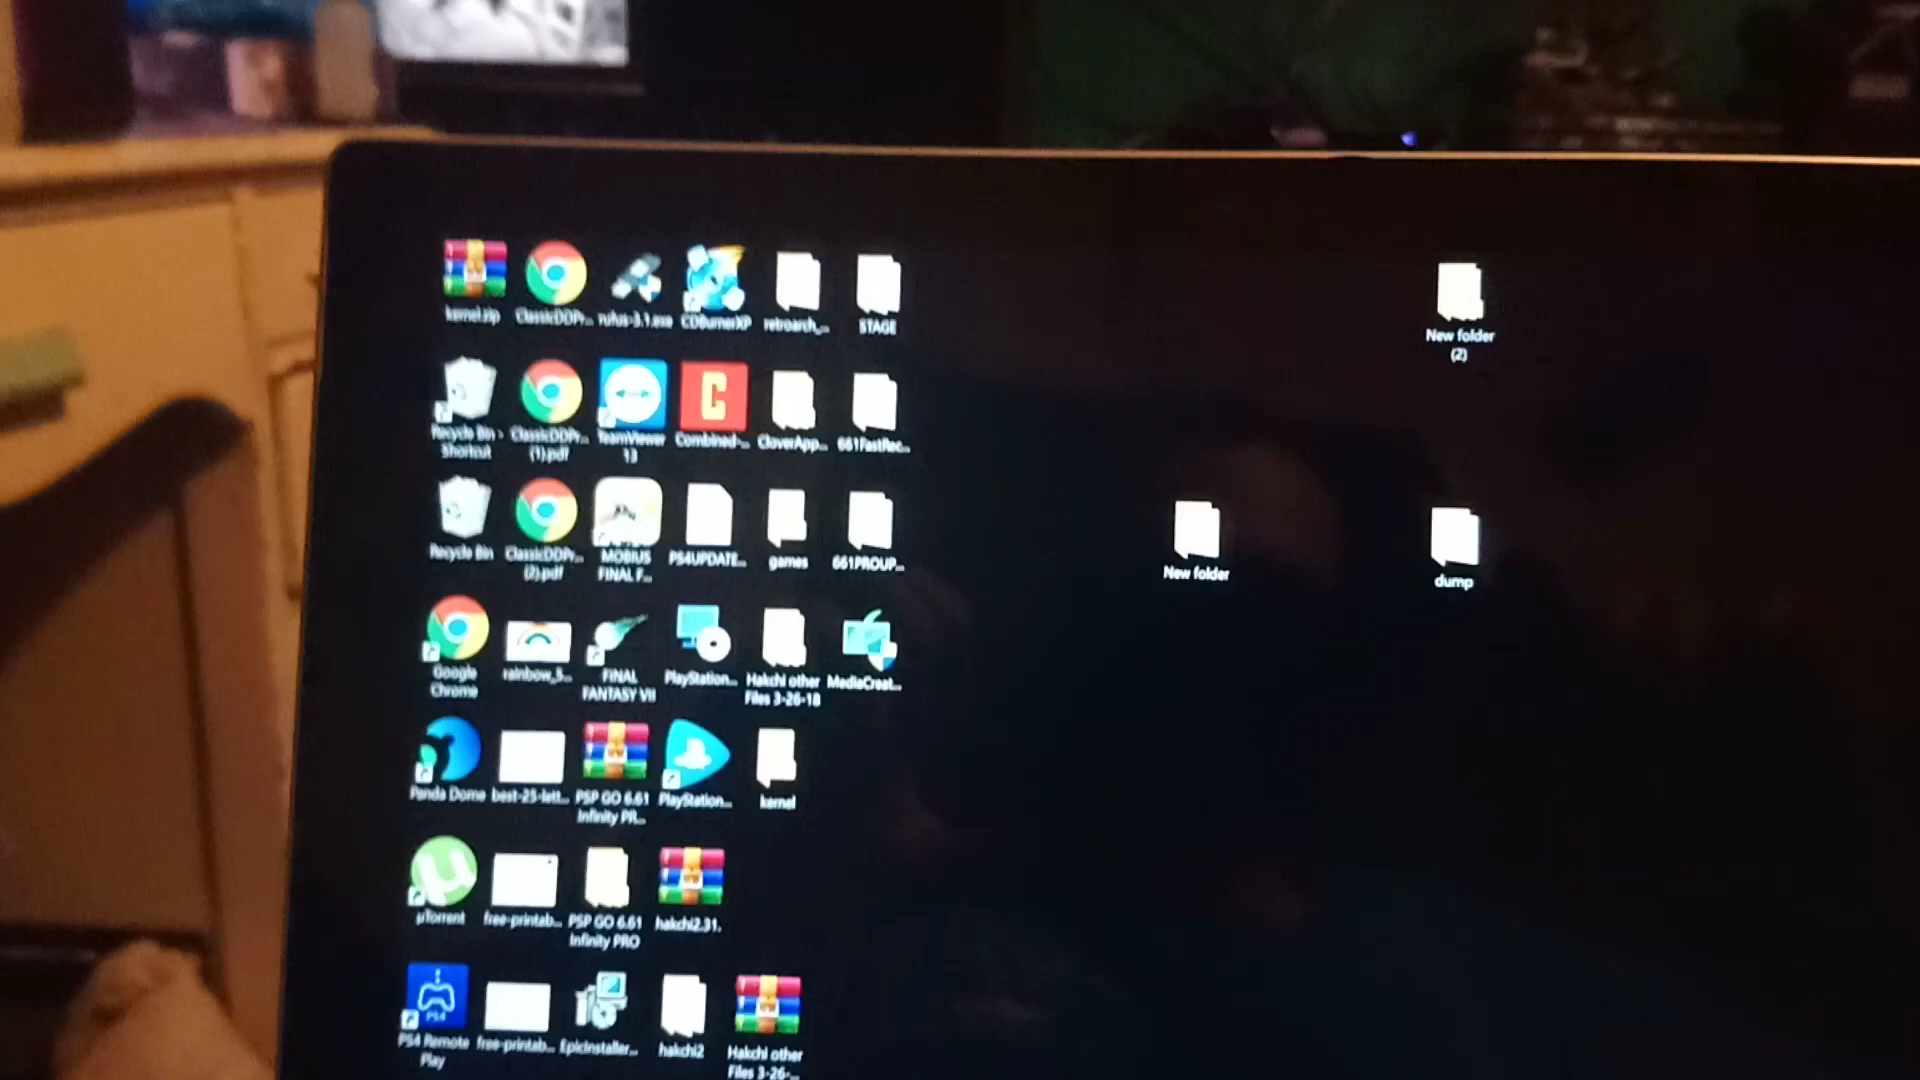 kernel.zip
ClassicDDPr...
rufus-3.1.exe
CDBurnerXP
retroarch_...
STAGE
New folder
(2)
Recycle Bin -
Shortcut
ClassicDDPr...
(1).pdf
TeamViewer
13
C
Combined-...
CloverApp...
661FastRec...
Recycle Bin
ClassicDDPr...
(2).pdf
MOBIUS
FINAL F...
PS4UPDATE...
games
661PROUP...
New folder
dump
Google
Chrome
rainbow_5...
FINAL
FANTASY VII
PlayStation...
Hakchi other
Files 3-26-18
MediaCreat...
Panda Dome
best-25-lett...
PSP GO 6.61
Infinity PR...
PlayStation...
kernel
µ
µTorrent
free-printab...
PSP GO 6.61
Infinity PRO
hakchi2.31.
PS4
PS4 Remote
Play
free-printab...
EpicInstaller...
hakchi2
Hakchi other
Files 3-26-...